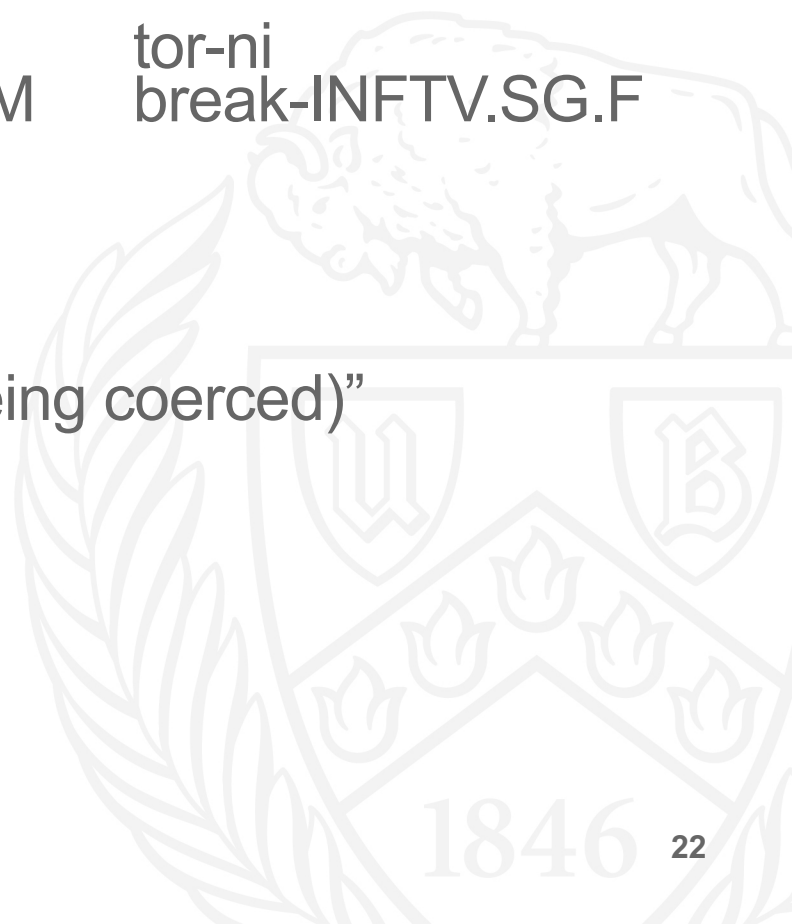 tor-ni
M break-INFTV.SG.F
eing coerced)”
U B
1846
22